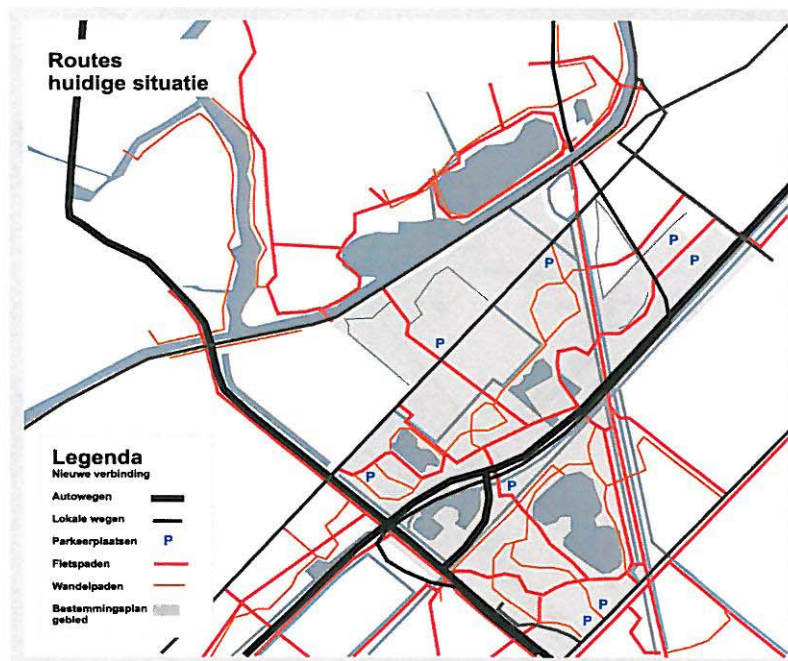 Routes
huidige situatie
P
P
P
P
P
P
P
P
Legenda
Nieuwe verbinding
Autowegen
Lokale wegen
Parkeerplaatsen P
Fietspaden
Wandelpaden
Bestemmingsplan
gebied